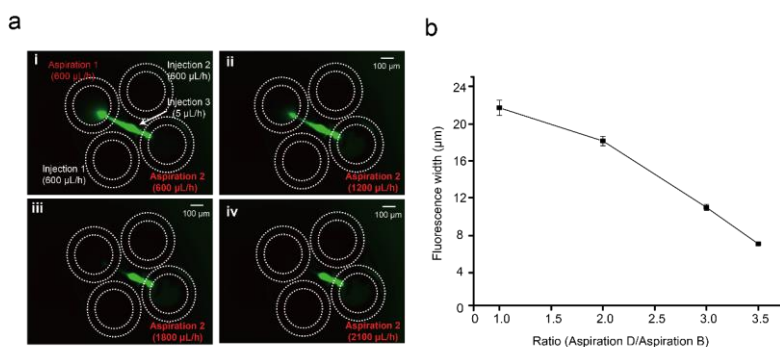 a
i
Aspiration 1
(600 µL/h)
Injection 2
(600 µL/h)
Injection 3
(5 µL/h)
Injection 1
(600 µL/h)
Aspiration 2
(600 µL/h)
100 µm
ii
100 µm
Aspiration 2
(1200 µL/h)
iii
100 µm
Aspiration 2
(1800 µL/h)
iv
100 µm
Aspiration 2
(2100 µL/h)
b
Fluorescence width (µm)
24
20
16
12
8
4
0
0 1.0 1.5 2.0 2.5 3.0 3.5
Ratio (Aspiration D/Aspiration B)